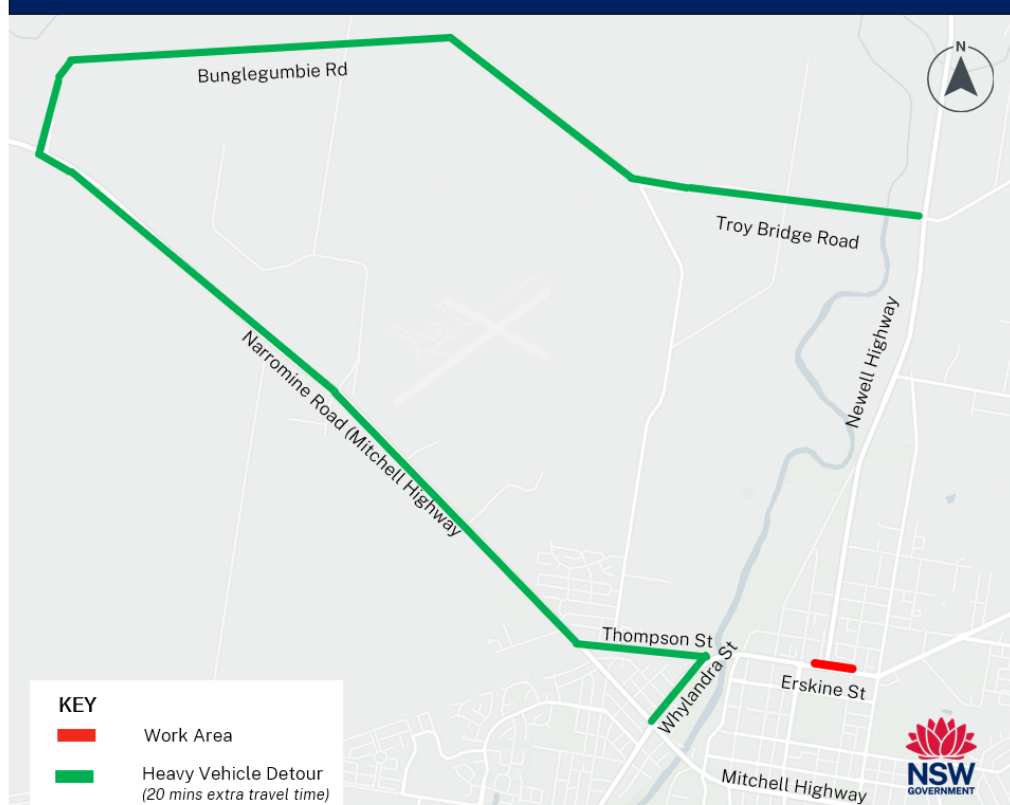 Bunglegumbie Rd
N
Troy Bridge Road
Newell Highway
Narromine Road (Mitchell Highway
Thompson St
Whylandra St
Erskine St
Mitchell Highway
KEY
Work Area
Heavy Vehicle Detour
(20 mins extra travel time)
NSW
GOVERNMENT